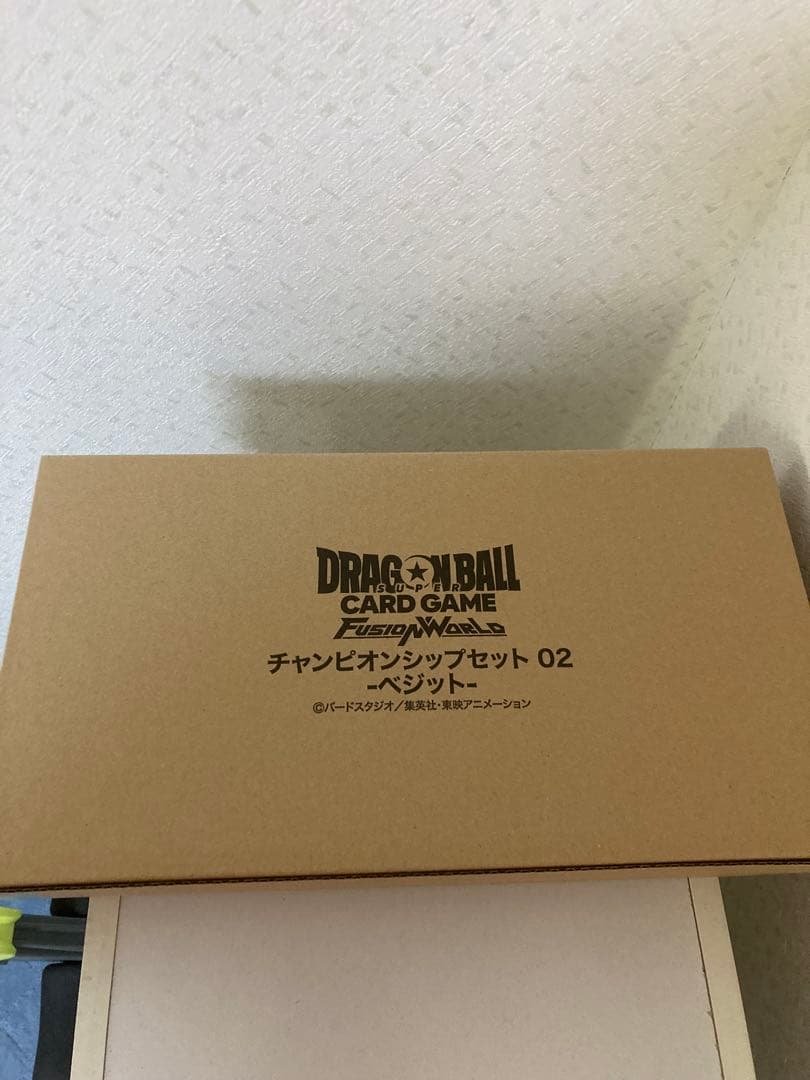 DRAGON BALL
SUPER
CARD GAME
FUSION WORLD
チャンピオンシップセット 02
-ベジット-
©バードスタジオ／集英社・東映アニメーション